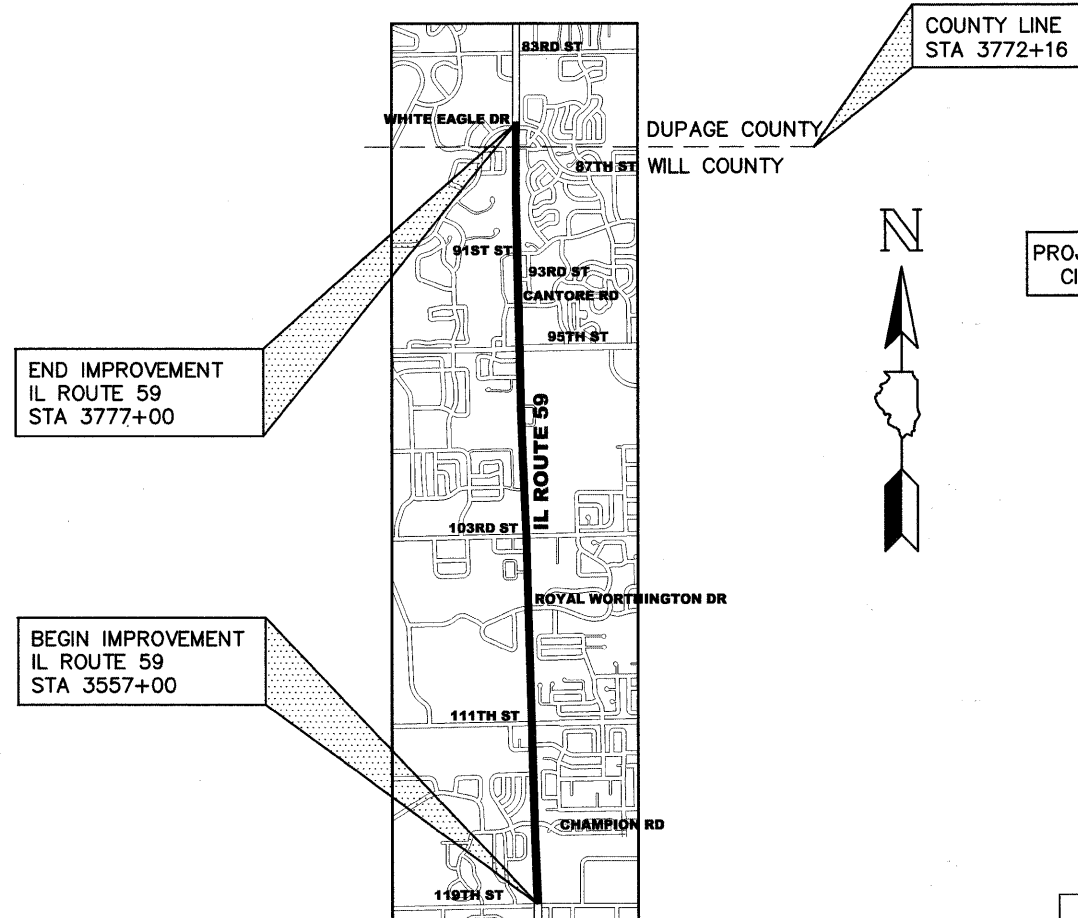 COUNTY LINE
STA 3772+16
83RD ST
WHITE EAGLE DR
DUPAGE COUNTY
87TH ST
WILL COUNTY
N
91ST ST
93RD ST
CANTORE RD
95TH ST
END IMPROVEMENT
IL ROUTE 59
STA 3777+00
IL ROUTE 59
103RD ST
ROYAL WORTHINGTON DR
BEGIN IMPROVEMENT
IL ROUTE 59
STA 3557+00
111TH ST
CHAMPION RD
119TH ST